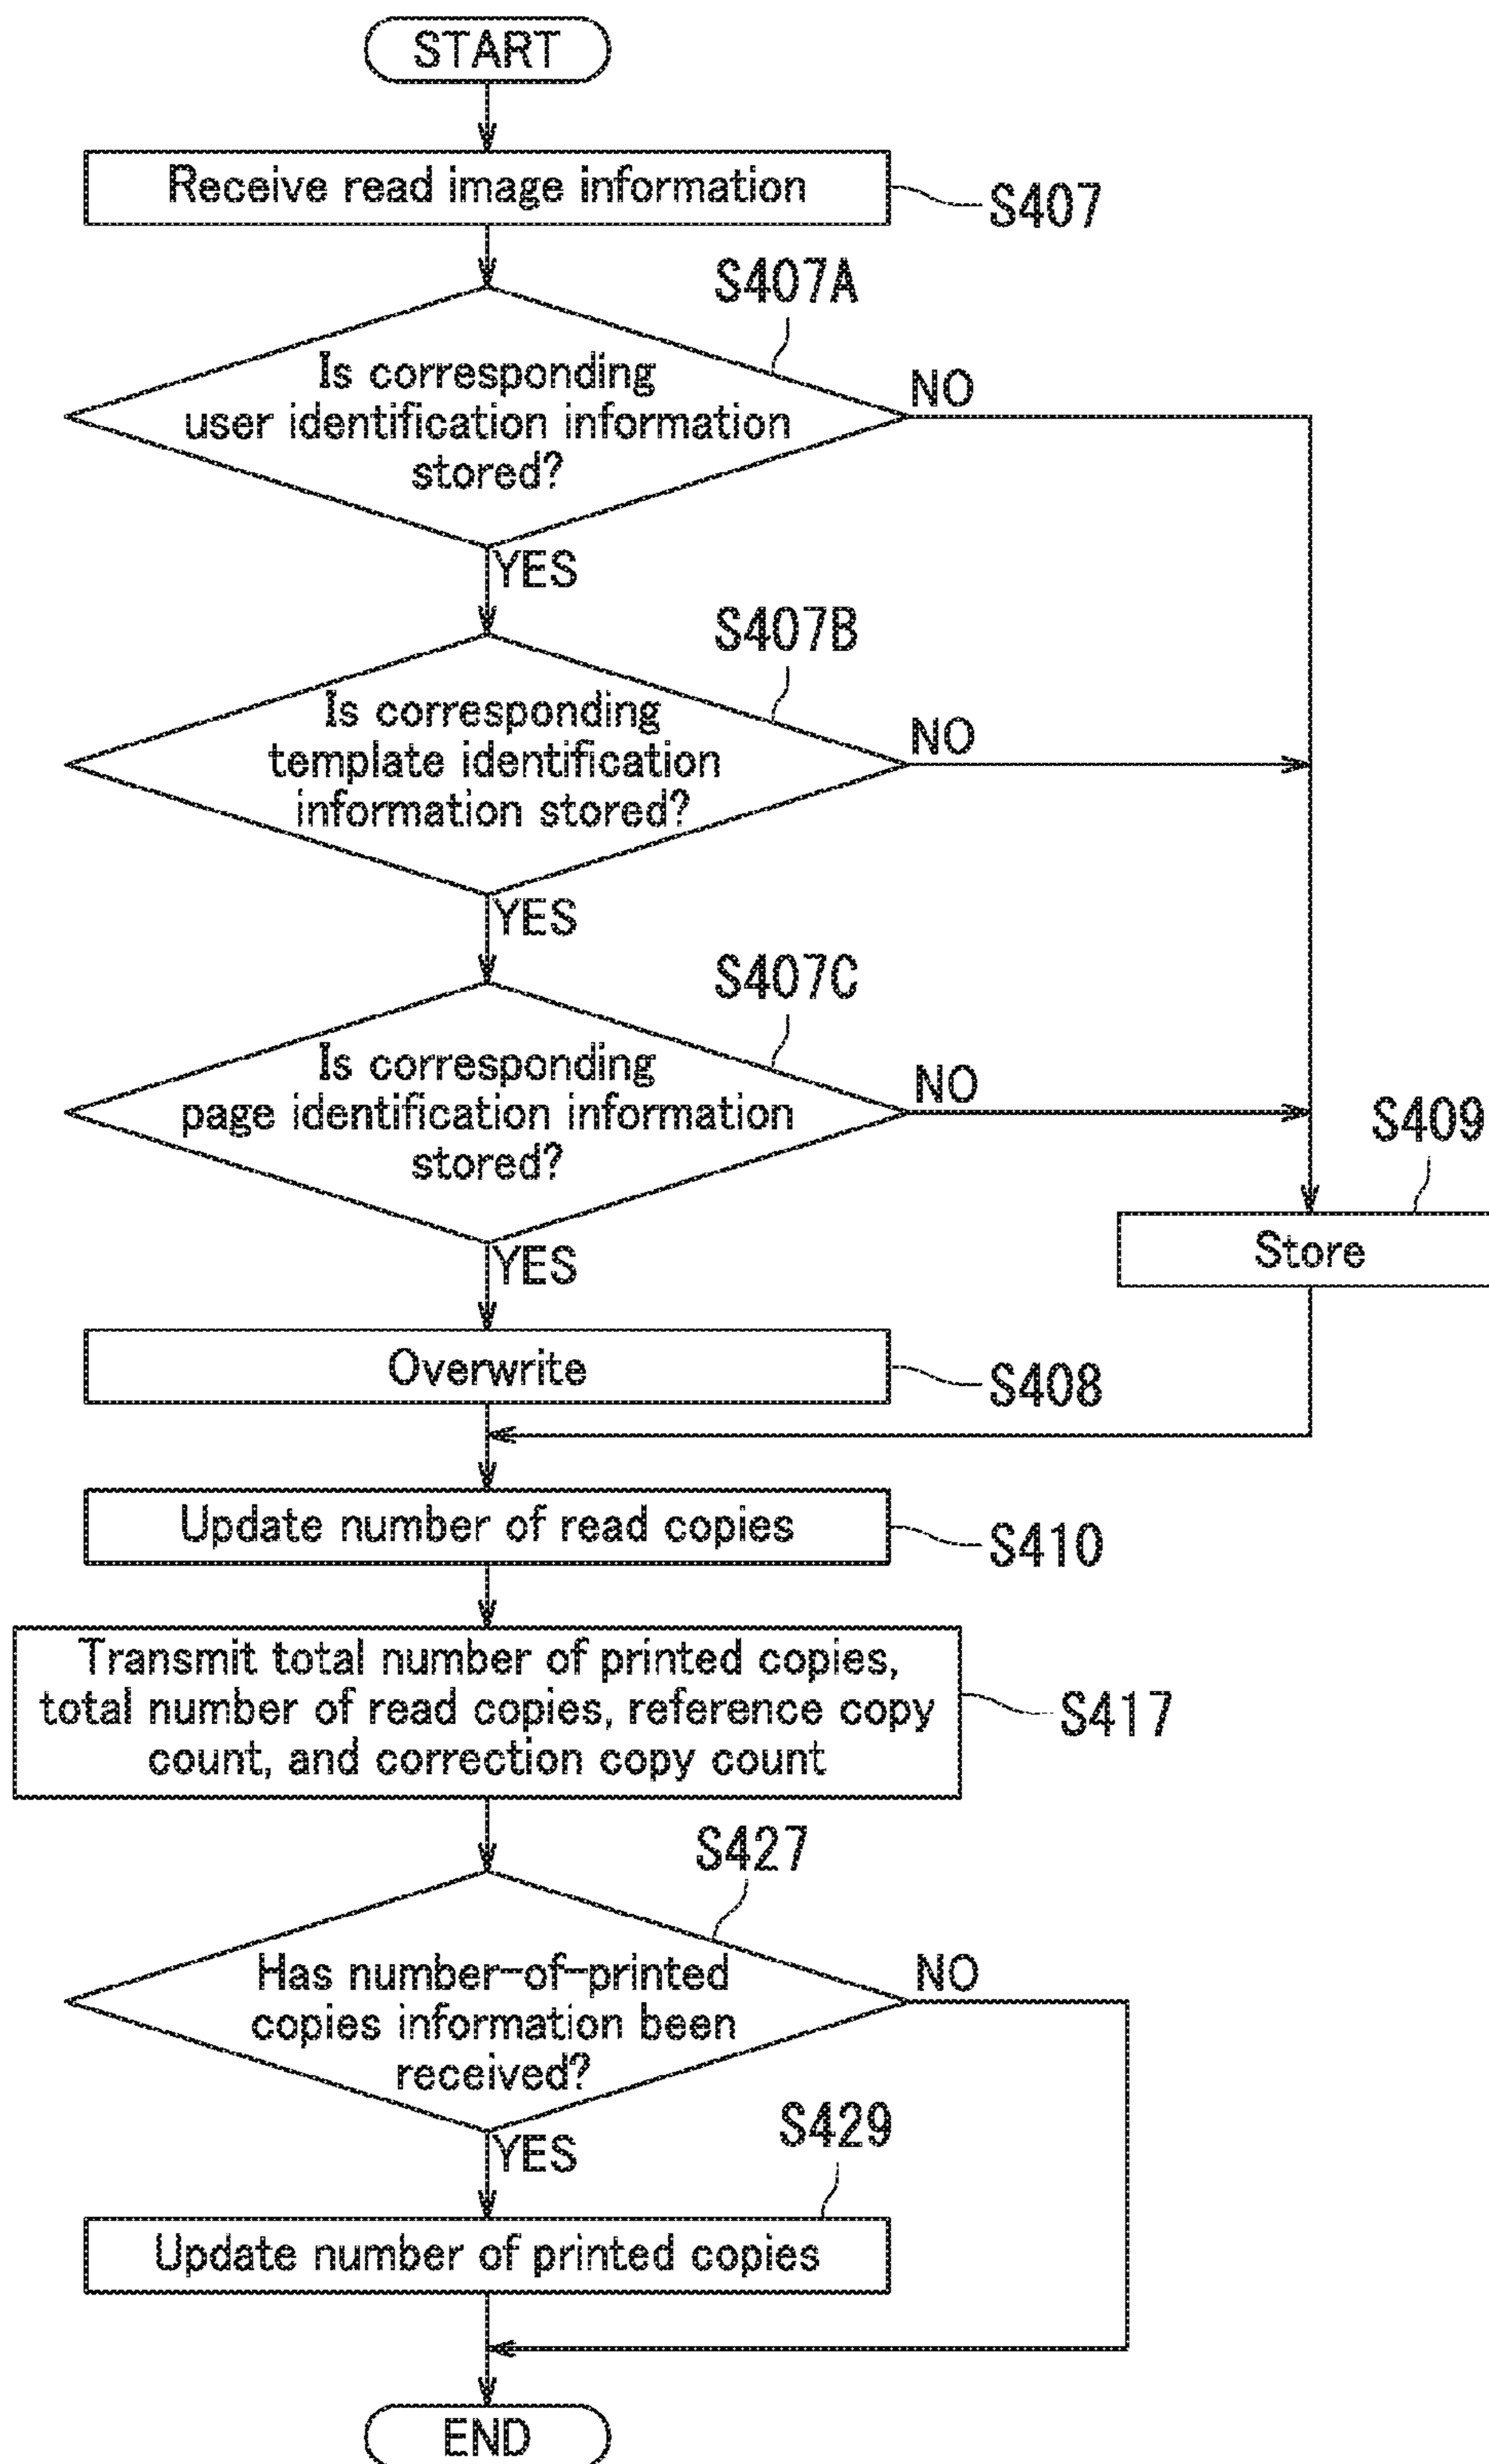 START
Receive read image information
S407
S407A
Is corresponding
user identification information
stored?
NO
YES
S407B
Is corresponding
template identification
information stored?
NO
YES
S407C
Is corresponding
page identification information
stored?
NO
YES
S409
Store
Overwrite
S408
Update number of read copies
S410
Transmit total number of printed copies,
total number of read copies, reference copy
count, and correction copy count
S417
S427
Has number-of-printed
copies information been
received?
NO
YES
S429
Update number of printed copies
END